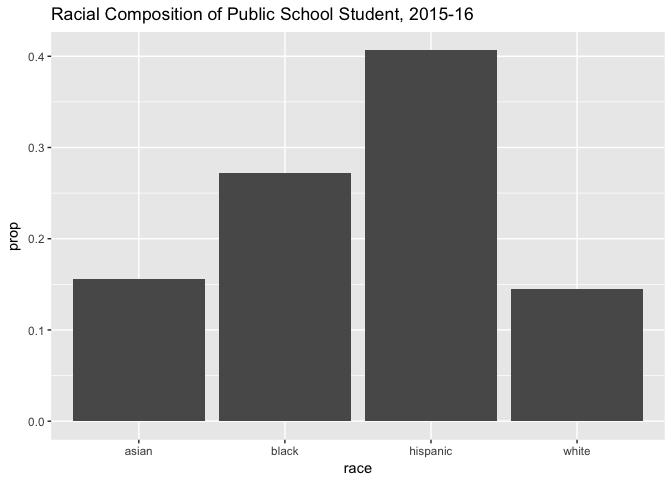 Racial Composition of Public School Student, 2015-16
0.4
0.3
0.2
0.1
0.0
prop
asian black hispanic white
race